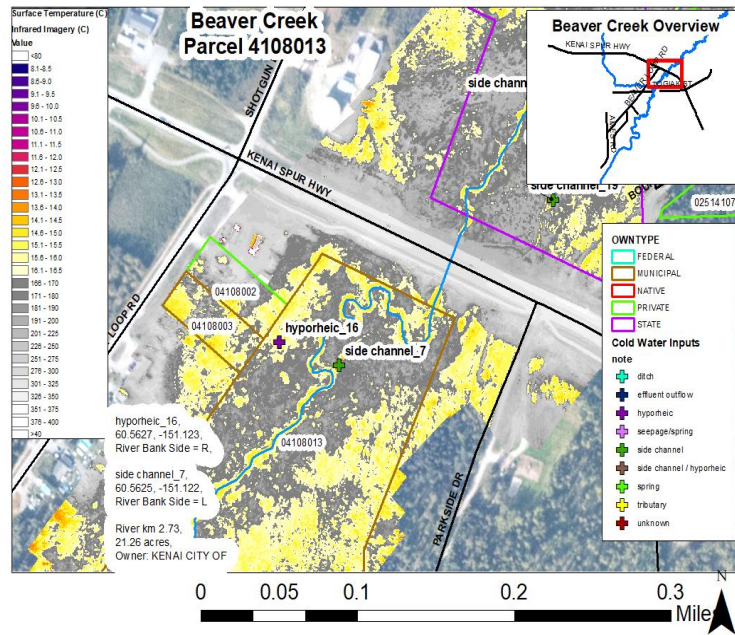 Surface Temperature (C)
Infrared Imagery (C)
Value
<80
8.1-8.5
8.6-9.0
9.1 - 9.5
9.6 - 10.0
10.1 - 10.5
10.6 - 11.0
11.1 - 11.5
11.6 - 12.0
12.1 - 12.5
12.6 - 13.0
13.1 - 13.5
13.6 - 14.0
14.1 - 14.5
14.6 - 15.0
15.1 - 15.5
15.6 - 16.0
16.1 - 16.5
166 - 170
171 - 180
181 - 190
191 - 200
201 - 225
226 - 250
251 - 275
276 - 300
301 - 325
326 - 350
351 - 375
376 - 400
>40
Beaver Creek
Parcel 4108013
SHOTGUN
KENAI SPUR HWY
LOOP RD
PARKSIDE DR
side chann
side channel_19
BOU
02514107
04108002
04108003
hyporheic_16
side channel_7
04108013
hyporheic_16,
60.5627, -151.123,
River Bank Side = R,
side channel_7,
60.5625, -151.122,
River Bank Side = L
River km 2.73,
21.26 acres,
Owner: KENAI CITY OF
Beaver Creek Overview
KENAI SPUR HWY
OWNTYPE
FEDERAL
MUNICIPAL
NATIVE
PRIVATE
STATE
Cold Water Inputs
note
ditch
effluent outflow
hyporheic
seepage/spring
side channel
side channel / hyporheic
spring
tributary
unknown
0 0.05 0.1 0.2 0.3
Miles
N